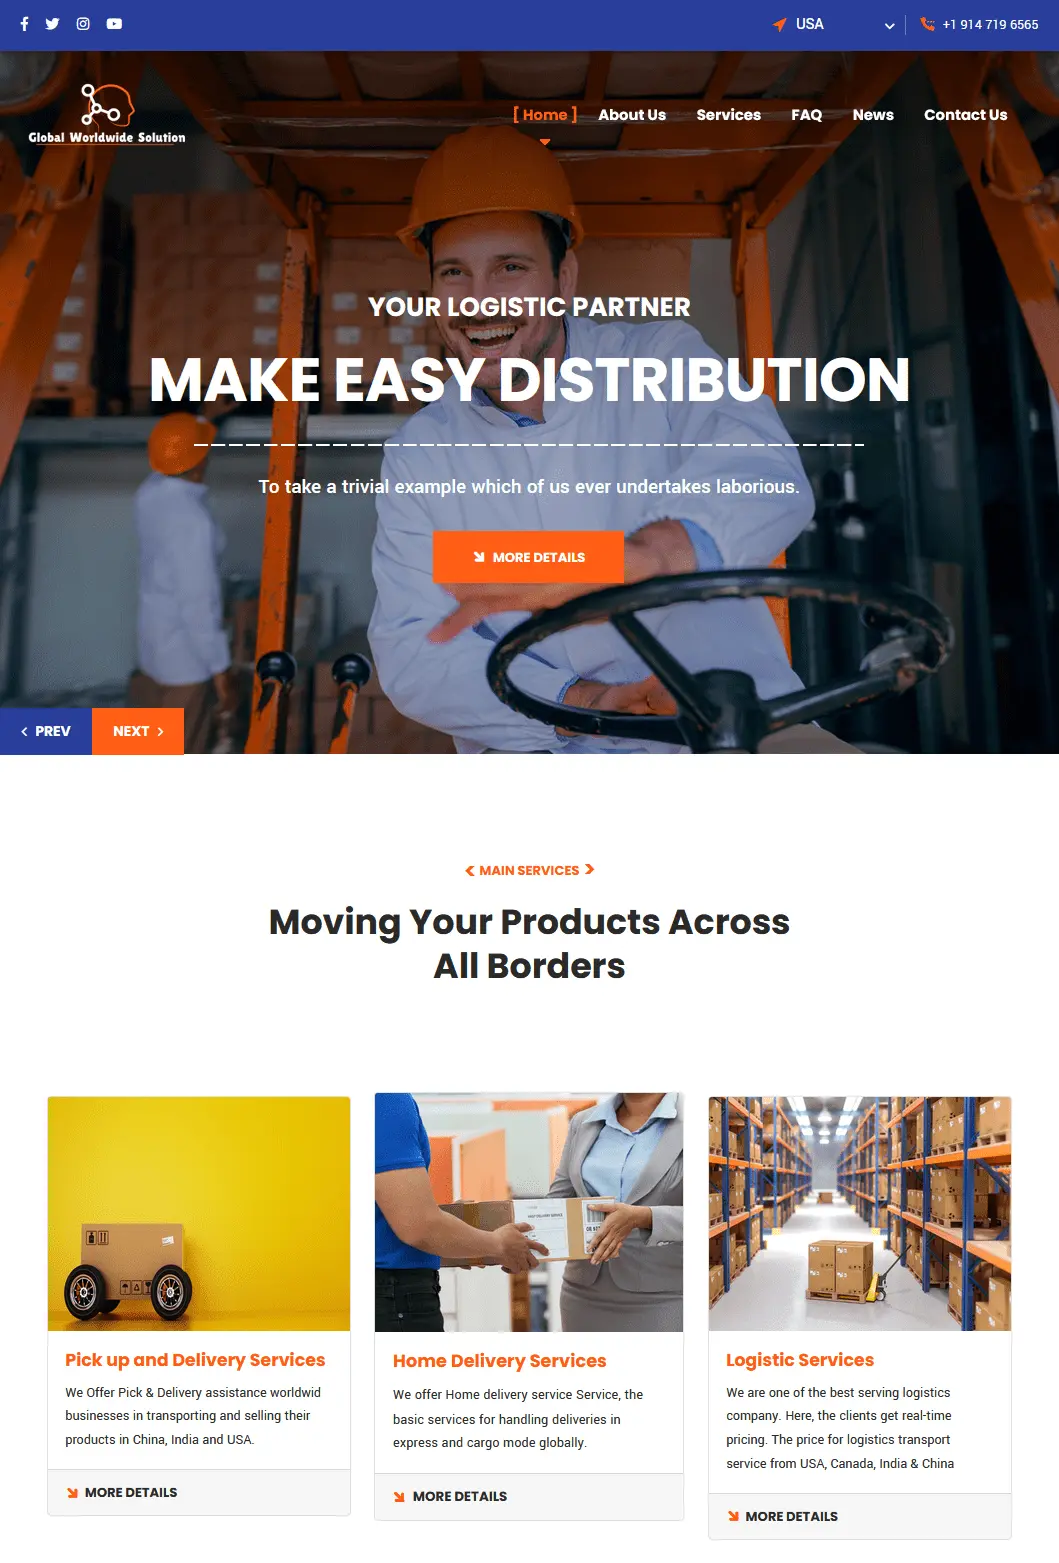 USA
+1 914 719 6565
Global Worldwide Solution
[ Home ] About Us Services FAQ News Contact Us
YOUR LOGISTIC PARTNER
MAKE EASY DISTRIBUTION
To take a trivial example which of us ever undertakes laborious.
MORE DETAILS
PREV
NEXT
MAIN SERVICES
Moving Your Products Across
All Borders
Pick up and Delivery Services
We Offer Pick & Delivery assistance worldwid
businesses in transporting and selling their
products in China, India and USA.
MORE DETAILS
Home Delivery Services
We offer Home delivery service Service, the
basic services for handling deliveries in
express and cargo mode globally.
MORE DETAILS
Logistic Services
We are one of the best serving logistics
company. Here, the clients get real-time
pricing. The price for logistics transport
service from USA, Canada, India & China
MORE DETAILS